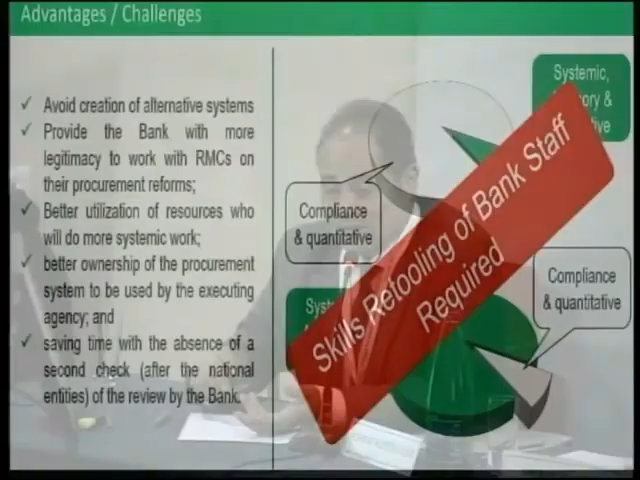 Advantages / Challenges
✓ Avoid creation of alternative systems
✓ Provide the Bank with more
legitimacy to work with RMCs on
their procurement reforms;
✓ Better utilization of resources who
will do more systemic work;
✓ better ownership of the procurement
system to be used by the executing
agency; and
✓ saving time with the absence of a
second check (after the national
entities) of the review by the Bank.
Systemic,
&
Compliance
& quantitative
Skills Retooling of Bank Staff
Required
Compliance
& quantitative